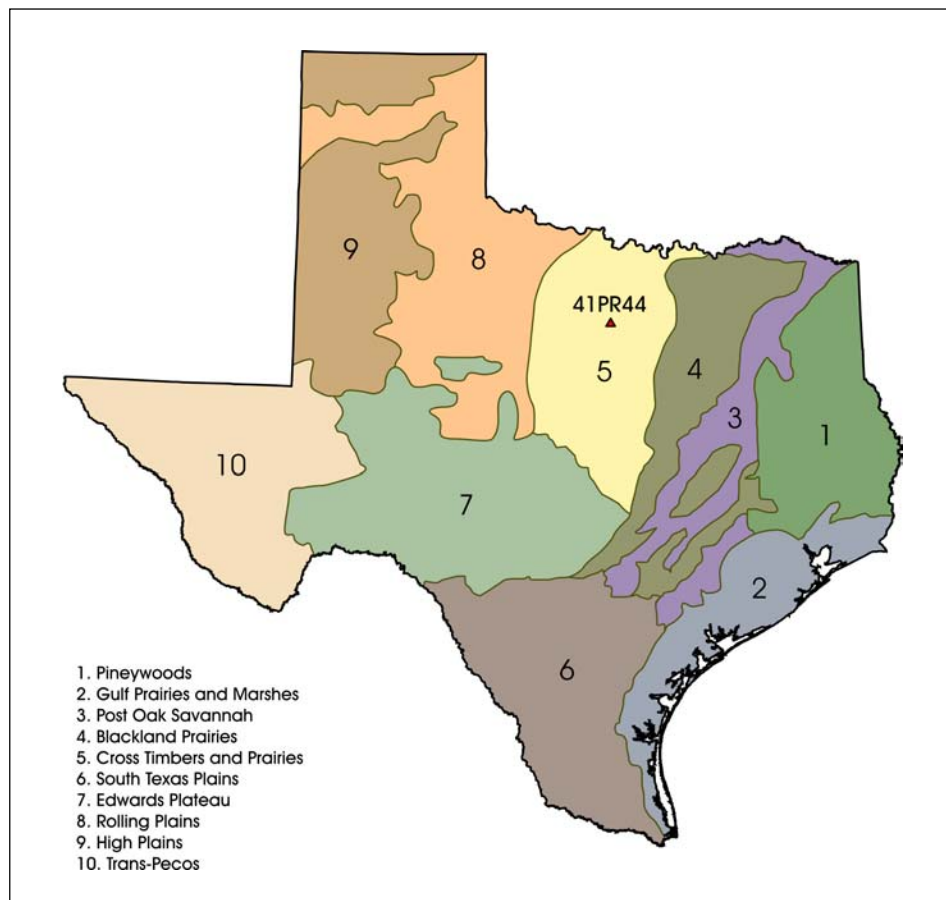 9
8
41PR44
5
4
3
1
10
7
2
6
1. Pineywoods
2. Gulf Prairies and Marshes
3. Post Oak Savannah
4. Blackland Prairies
5. Cross Timbers and Prairies
6. South Texas Plains
7. Edwards Plateau
8. Rolling Plains
9. High Plains
10. Trans-Pecos